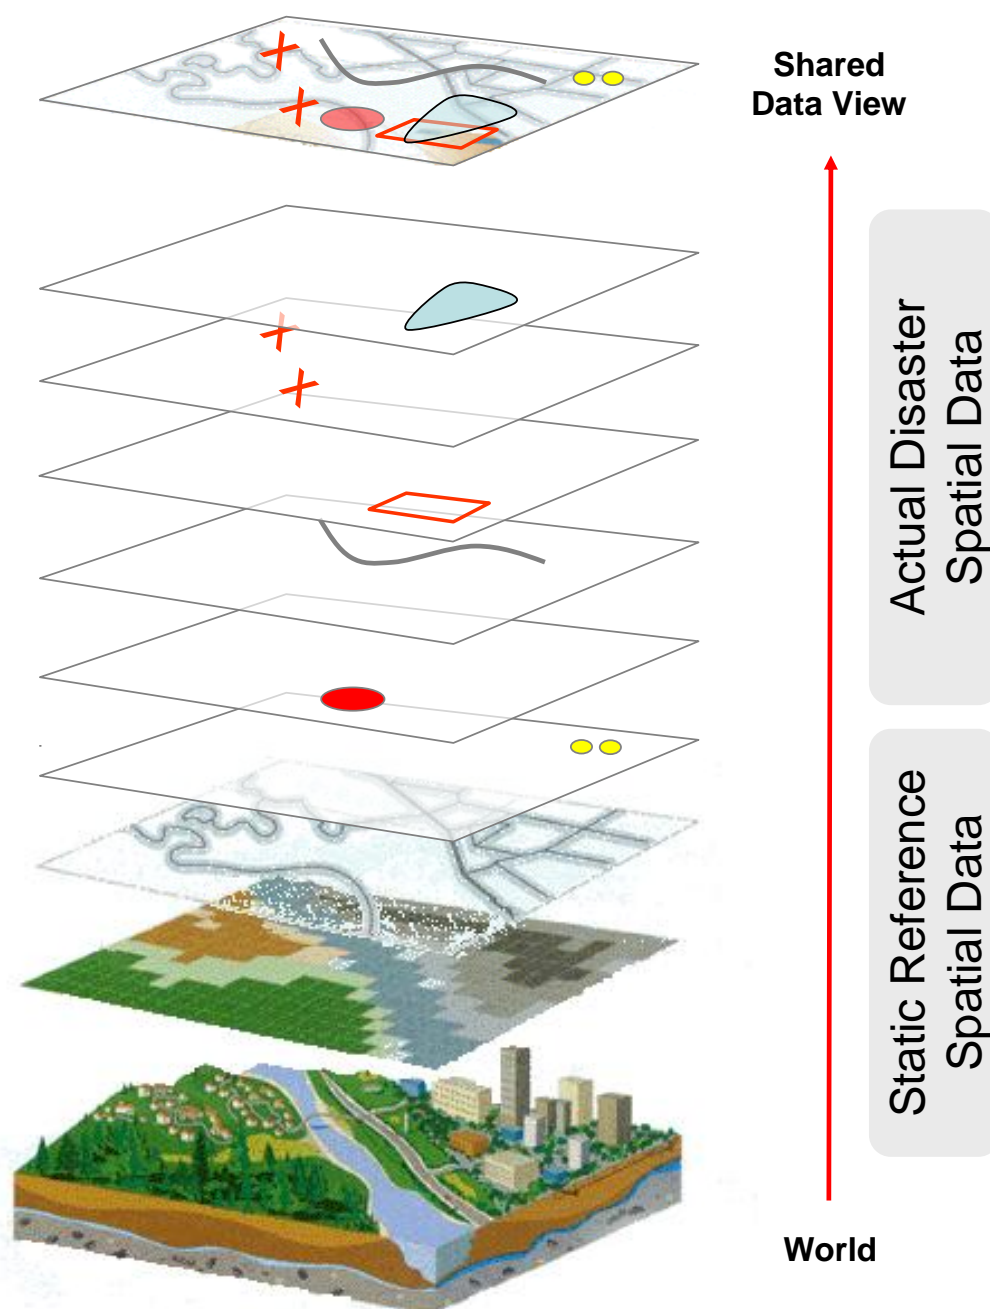 Shared
Data View
Actual Disaster
Spatial Data
Static Reference
Spatial Data
World